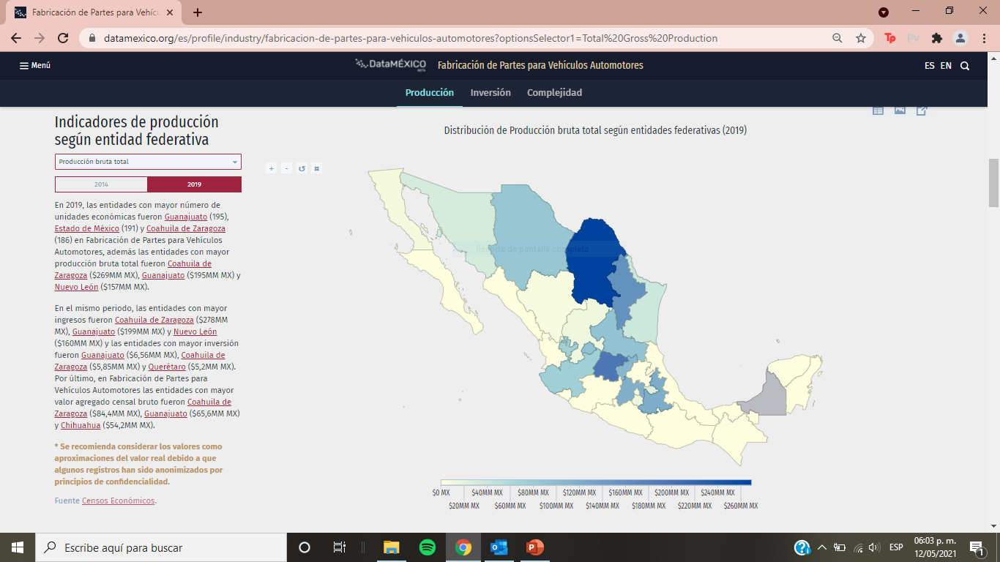 Fabricación de Partes para Vehícu
datamexico.org/es/profile/industry/fabricacion-de-partes-para-vehiculos-automotores?optionsSelector1=Total%20Gross%20Production
Tp
Pv
Menú
DataMÉXICO
BETA
Fabricación de Partes para Vehículos Automotores
ES EN
Producción Inversión Complejidad
Indicadores de producción
según entidad federativa
Producción bruta total
2014 2019
En 2019, las entidades con mayor número de
unidades económicas fueron Guanajuato (195),
Estado de México (191) y Coahuila de Zaragoza
(186) en Fabricación de Partes para Vehículos
Automotores, además las entidades con mayor
producción bruta total fueron Coahuila de
Zaragoza ($269MM MX), Guanajuato ($195MM MX) y
Nuevo León ($157MM MX).
En el mismo periodo, las entidades con mayor
ingresos fueron Coahuila de Zaragoza ($278MM
MX), Guanajuato ($199MM MX) y Nuevo León
($160MM MX) y las entidades con mayor inversión
fueron Guanajuato ($6,56MM MX), Coahuila de
Zaragoza ($5,85MM MX) y Querétaro ($5,2MM MX).
Por último, en Fabricación de Partes para
Vehículos Automotores las entidades con mayor
valor agregado censal bruto fueron Coahuila de
Zaragoza ($84,4MM MX), Guanajuato ($65,6MM MX)
y Chihuahua ($54,2MM MX).
* Se recomienda considerar los valores como
aproximaciones del valor real debido a que
algunos registros han sido anonimizados por
principios de confidencialidad.
Fuente Censos Económicos.
Distribución de Producción bruta total según entidades federativas (2019)
Recorte de pantalla completa
$0 MX $40MM MX $80MM MX $120MM MX $160MM MX $200MM MX $240MM MX
$20MM MX $60MM MX $100MM MX $140MM MX $180MM MX $220MM MX $260MM MX
Escribe aquí para buscar
ESP
06:03 p. m.
12/05/2021
1